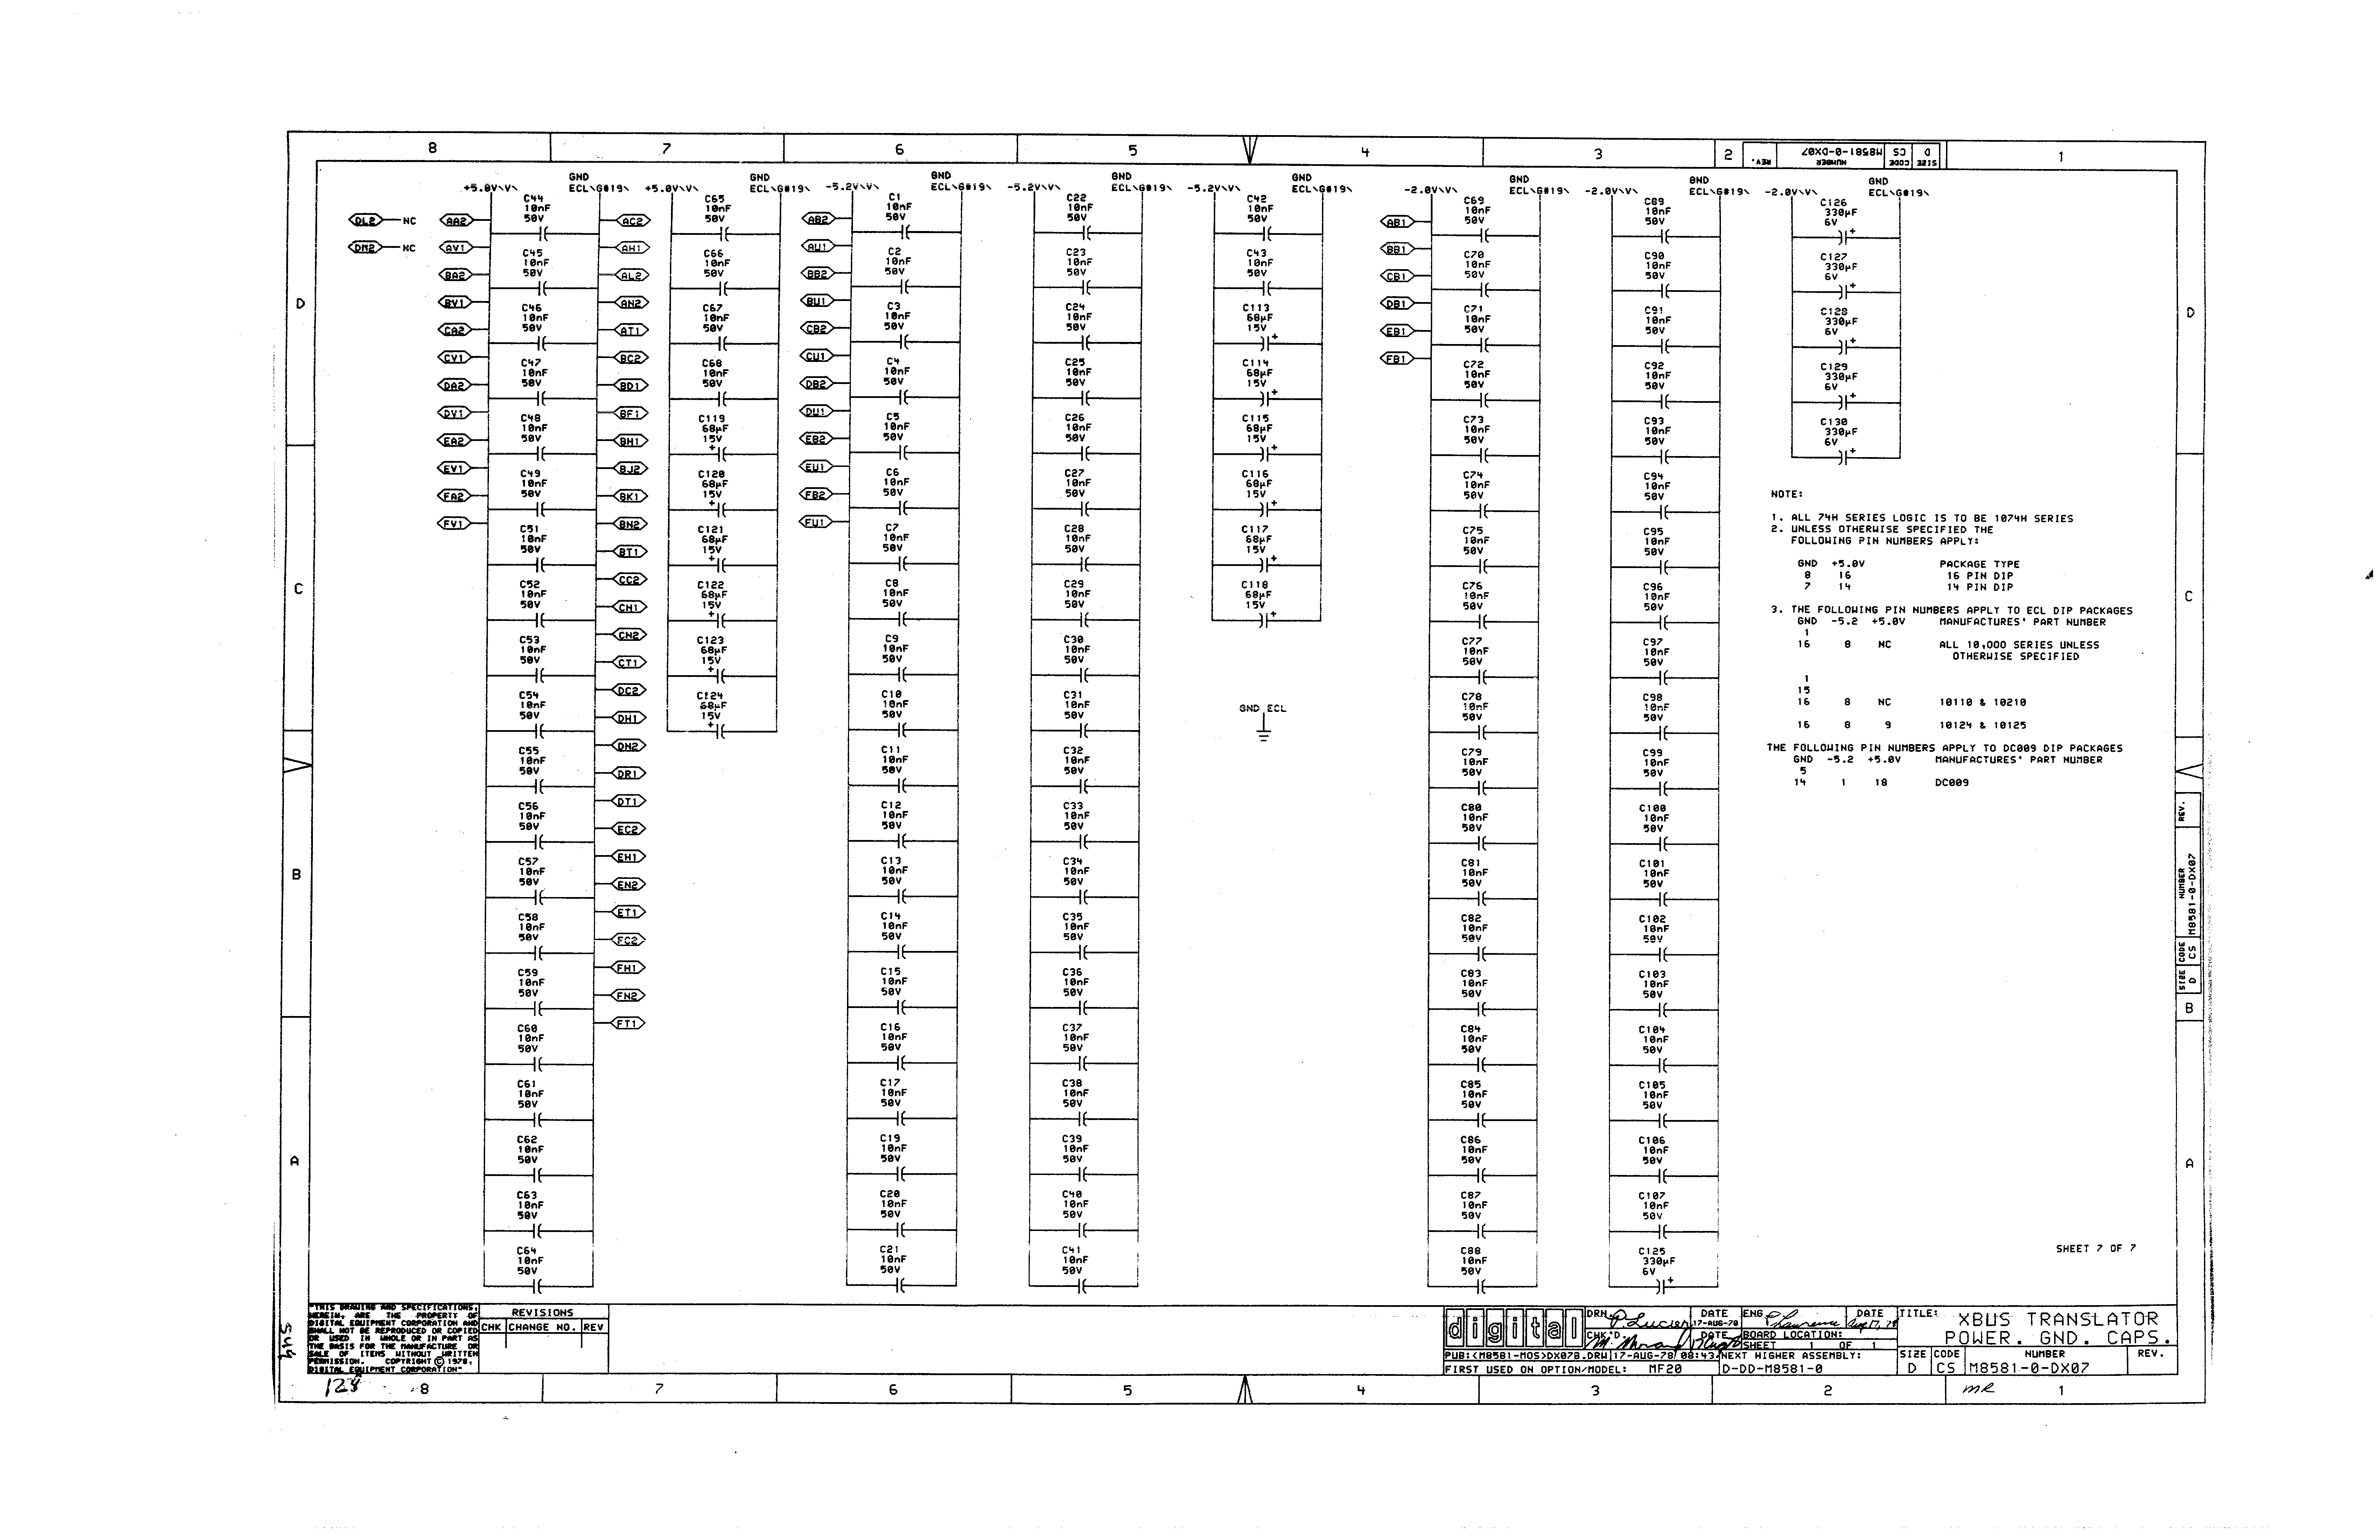 8
7
6
5
4
3
2
REV.
NUMBER
M8581-0-DX07
CODE
CS
SIZE
D
1
D
C
B
A
DL2 NC
DM2 NC
+5.0V\V\
GND
ECL\G#19\
AA2
AV1
BA2
BV1
CA2
CV1
DA2
DV1
EA2
EV1
FA2
FV1
C44
10nF
50V
C45
10nF
50V
C46
10nF
50V
C47
10nF
50V
C48
10nF
50V
C49
10nF
50V
C51
10nF
50V
C52
10nF
50V
C53
10nF
50V
C54
10nF
50V
C55
10nF
50V
C56
10nF
50V
C57
10nF
50V
C58
10nF
50V
C59
10nF
50V
C60
10nF
50V
C61
10nF
50V
C62
10nF
50V
C63
10nF
50V
C64
10nF
50V
AC2
AH1
AL2
AN2
AT1
BC2
BD1
BF1
BH1
BJ2
BK1
BN2
BT1
CC2
CH1
CN2
CT1
DC2
DH1
DN2
DR1
DT1
EC2
EH1
EN2
ET1
FC2
FH1
FN2
FT1
+5.0V\V\
GND
ECL\G#19\
C65
10nF
50V
C66
10nF
50V
C67
10nF
50V
C68
10nF
50V
C119
68µF
15V
+
C120
68µF
15V
+
C121
68µF
15V
+
C122
68µF
15V
+
C123
68µF
15V
+
C124
68µF
15V
+
-5.2V\V\
GND
ECL\G#19\
AB2
AU1
BB2
BU1
CB2
CU1
DB2
DU1
EB2
EU1
FB2
FU1
C1
10nF
50V
C2
10nF
50V
C3
10nF
50V
C4
10nF
50V
C5
10nF
50V
C6
10nF
50V
C7
10nF
50V
C8
10nF
50V
C9
10nF
50V
C10
10nF
50V
C11
10nF
50V
C12
10nF
50V
C13
10nF
50V
C14
10nF
50V
C15
10nF
50V
C16
10nF
50V
C17
10nF
50V
C19
10nF
50V
C20
10nF
50V
C21
10nF
50V
-5.2V\V\
GND
ECL\G#19\
C22
10nF
50V
C23
10nF
50V
C24
10nF
50V
C25
10nF
50V
C26
10nF
50V
C27
10nF
50V
C28
10nF
50V
C29
10nF
50V
C30
10nF
50V
C31
10nF
50V
C32
10nF
50V
C33
10nF
50V
C34
10nF
50V
C35
10nF
50V
C36
10nF
50V
C37
10nF
50V
C38
10nF
50V
C39
10nF
50V
C40
10nF
50V
C41
10nF
50V
-5.2V\V\
GND
ECL\G#19\
C42
10nF
50V
C43
10nF
50V
C113
68µF
15V
+
C114
68µF
15V
+
C115
68µF
15V
+
C116
68µF
15V
+
C117
68µF
15V
+
C118
68µF
15V
+
GND ECL
-2.0V\V\
GND
ECL\G#19\
AB1
BB1
CB1
DB1
EB1
FB1
C69
10nF
50V
C70
10nF
50V
C71
10nF
50V
C72
10nF
50V
C73
10nF
50V
C74
10nF
50V
C75
10nF
50V
C76
10nF
50V
C77
10nF
50V
C78
10nF
50V
C79
10nF
50V
C80
10nF
50V
C81
10nF
50V
C82
10nF
50V
C83
10nF
50V
C84
10nF
50V
C85
10nF
50V
C86
10nF
50V
C87
10nF
50V
C88
10nF
50V
-2.0V\V\
GND
ECL\G#19\
C89
10nF
50V
C90
10nF
50V
C91
10nF
50V
C92
10nF
50V
C93
10nF
50V
C94
10nF
50V
C95
10nF
50V
C96
10nF
50V
C97
10nF
50V
C98
10nF
50V
C99
10nF
50V
C100
10nF
50V
C101
10nF
50V
C102
10nF
50V
C103
10nF
50V
C104
10nF
50V
C105
10nF
50V
C106
10nF
50V
C107
10nF
50V
C125
330µF
6V
+
-2.0V\V\
GND
ECL\G#19\
C126
330µF
6V
+
C127
330µF
6V
+
C128
330µF
6V
+
C129
330µF
6V
+
C130
330µF
6V
+
NOTE:
1. ALL 74H SERIES LOGIC IS TO BE 1074H SERIES
2. UNLESS OTHERWISE SPECIFIED THE
FOLLOWING PIN NUMBERS APPLY:
GND +5.0V PACKAGE TYPE
8 16 16 PIN DIP
7 14 14 PIN DIP
3. THE FOLLOWING PIN NUMBERS APPLY TO ECL DIP PACKAGES
GND -5.2 +5.0V MANUFACTURES' PART NUMBER
1
16 8 NC ALL 10,000 SERIES UNLESS
OTHERWISE SPECIFIED
1
15
16 8 NC 10110 & 10210
16 8 9 10124 & 10125
THE FOLLOWING PIN NUMBERS APPLY TO DC009 DIP PACKAGES
GND -5.2 +5.0V MANUFACTURES' PART NUMBER
5
14 1 18 DC009
D
C
REV.
NUMBER
M8581-0-DX07
CODE
CS
SIZE
D
B
A
SHEET 7 OF 7
"THIS DRAWING AND SPECIFICATIONS,
HEREIN, ARE THE PROPERTY OF
DIGITAL EQUIPMENT CORPORATION AND
SHALL NOT BE REPRODUCED OR COPIED
OR USED IN WHOLE OR IN PART AS
THE BASIS FOR THE MANUFACTURE OR
SALE OF ITEMS WITHOUT WRITTEN
PERMISSION. COPYRIGHT © 1978,
DIGITAL EQUIPMENT CORPORATION"
REVISIONS
CHK CHANGE NO. REV
digital
DRN. P Lucier
DATE
17-AUG-78
ENG P Lawrence
DATE
Aug 17, 78
CHK'D.
DATE
BOARD LOCATION:
SHEET 1 OF 1
TITLE: XBUS TRANSLATOR
POWER. GND. CAPS.
PUB:<M8581-MOS>DX07B.DRW 17-AUG-78 08:43 NEXT HIGHER ASSEMBLY:
FIRST USED ON OPTION/MODEL: MF20
D-DD-M8581-0
SIZE
D
CODE
CS
NUMBER
M8581-0-DX07
REV.
8
7
6
5
4
3
2
MR
1